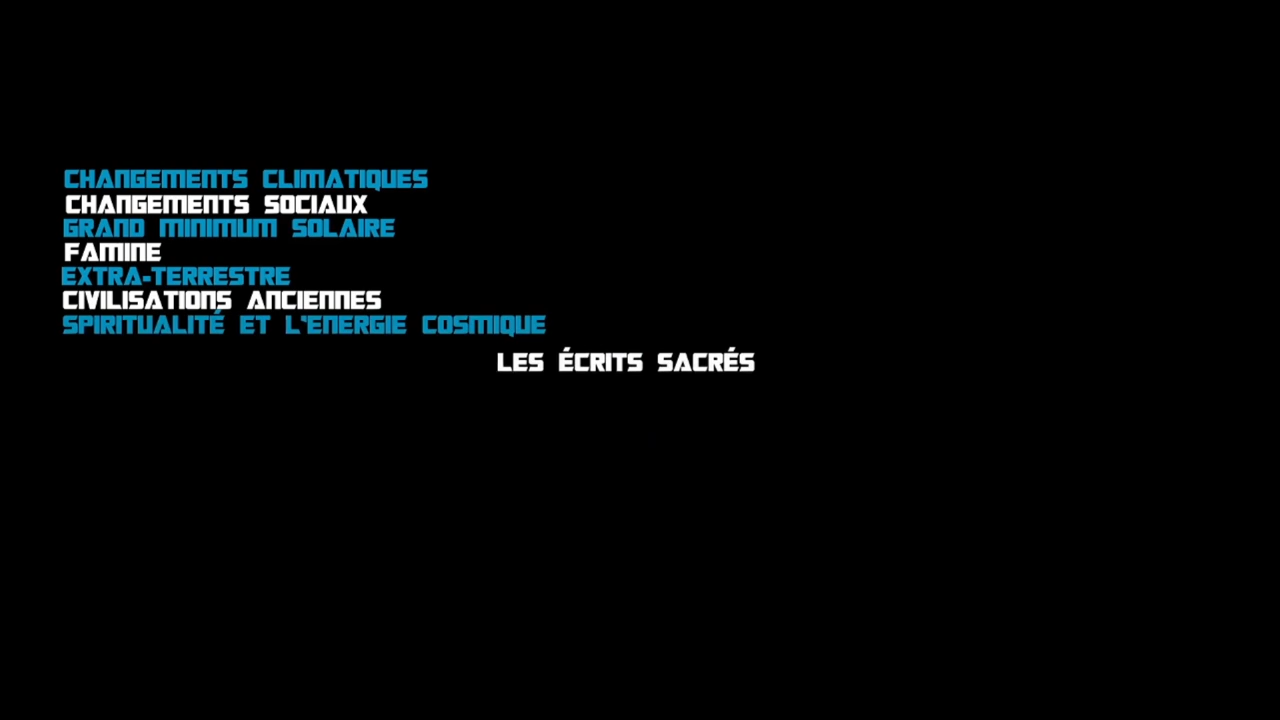 CHANGEMENTS CLIMATIQUES
CHANGEMENTS SOCIAUX
GRAND MINIMUM SOLAIRE
FAMINE
EXTRA-TERRESTRE
CIVILISATIONS ANCIENNES
SPIRITUALITÉ ET L'ENERGIE COSMIQUE
LES ÉCRITS SACRÉS